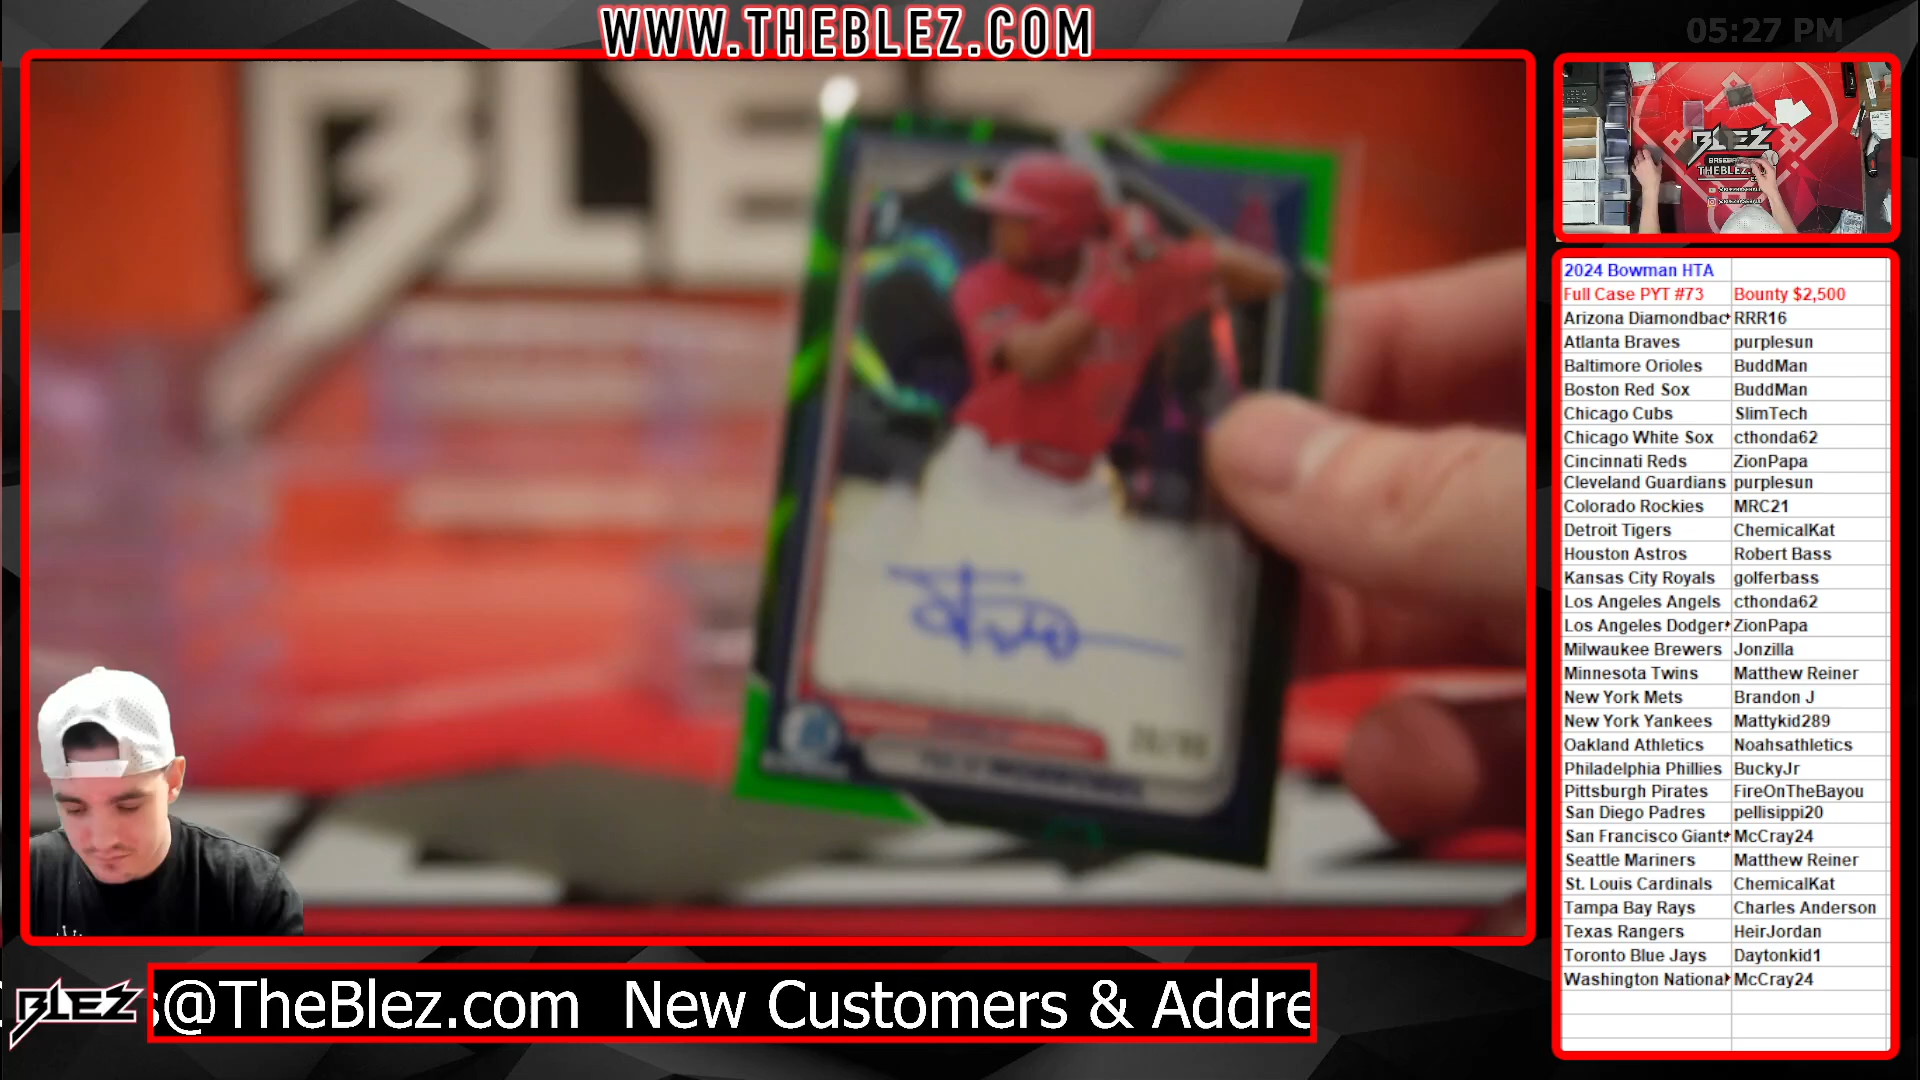 WWW.THEBLEZ.COM
05:27 PM
BLEZ
BLEZ
THEBLEZ.
2024 Bowman HTA
Full Case PYT #73 Bounty $2,500
Arizona Diamondbac RRR16
Atlanta Braves purplesun
Baltimore Orioles BuddMan
Boston Red Sox BuddMan
Chicago Cubs SlimTech
Chicago White Sox cthonda62
Cincinnati Reds ZionPapa
Cleveland Guardians purplesun
Colorado Rockies MRC21
Detroit Tigers ChemicalKat
Houston Astros Robert Bass
Kansas City Royals golferbass
Los Angeles Angels cthonda62
Los Angeles Dodger ZionPapa
Milwaukee Brewers Jonzilla
Minnesota Twins Matthew Reiner
New York Mets Brandon J
New York Yankees Mattykid289
Oakland Athletics Noahsathletics
Philadelphia Phillies BuckyJr
Pittsburgh Pirates FireOnTheBayou
San Diego Padres pellisippi20
San Francisco Giant McCray24
Seattle Mariners Matthew Reiner
St. Louis Cardinals ChemicalKat
Tampa Bay Rays Charles Anderson
Texas Rangers HeirJordan
Toronto Blue Jays Daytonkid1
Washington National McCray24
BLEZ
s@TheBlez.com New Customers & Addre